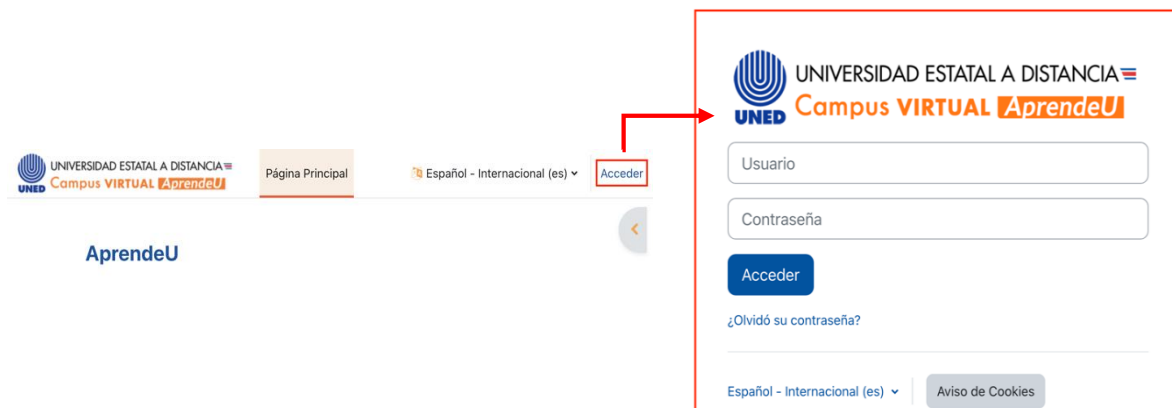 UNIVERSIDAD ESTATAL A DISTANCIA
UNED Campus VIRTUAL AprendeU
Página Principal
Español - Internacional (es)
Acceder
AprendeU
UNIVERSIDAD ESTATAL A DISTANCIA
UNED Campus VIRTUAL AprendeU
Usuario
Contraseña
Acceder
¿Olvidó su contraseña?
Español - Internacional (es)
Aviso de Cookies